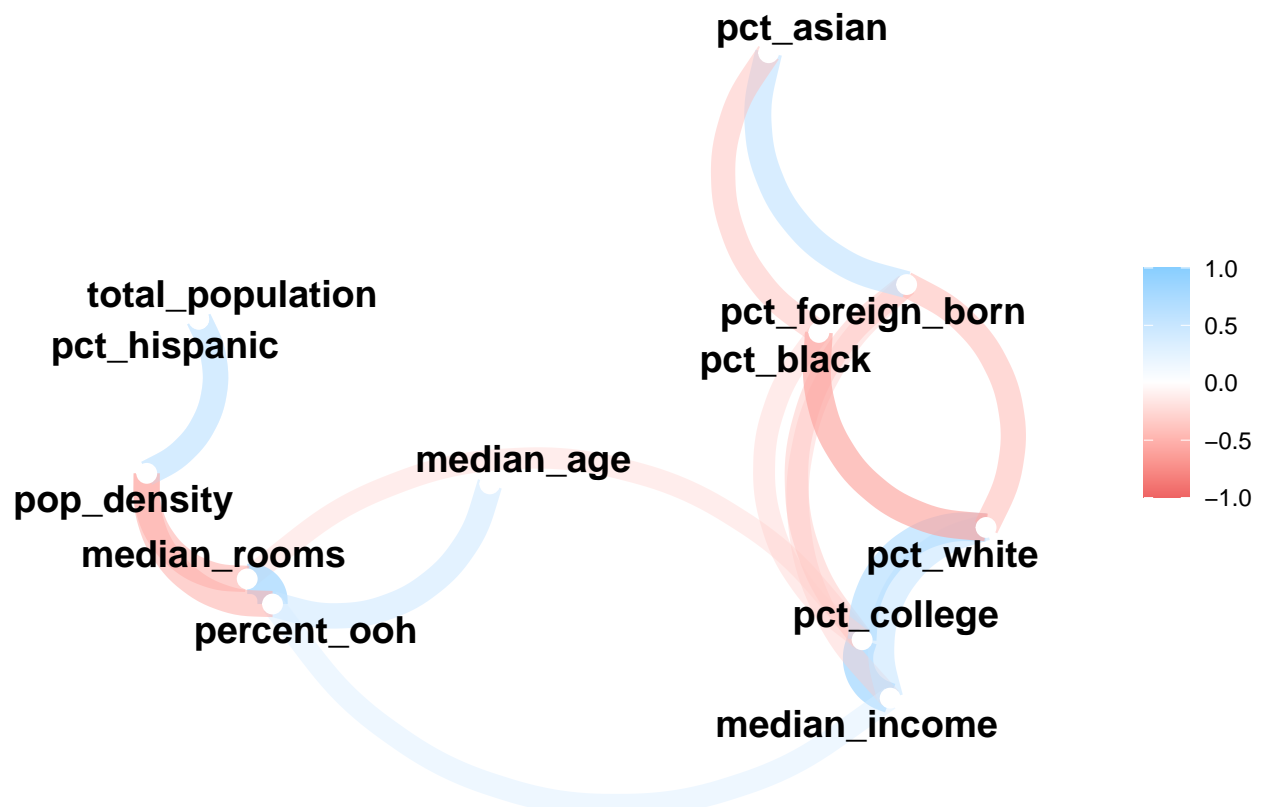 pct_asian
total_population
pct_hispanic
pct_foreign_born
pct_black
median_age
pop_density
median_rooms
percent_ooh
pct_white
pct_college
median_income
1.0
0.5
0.0
−0.5
−1.0